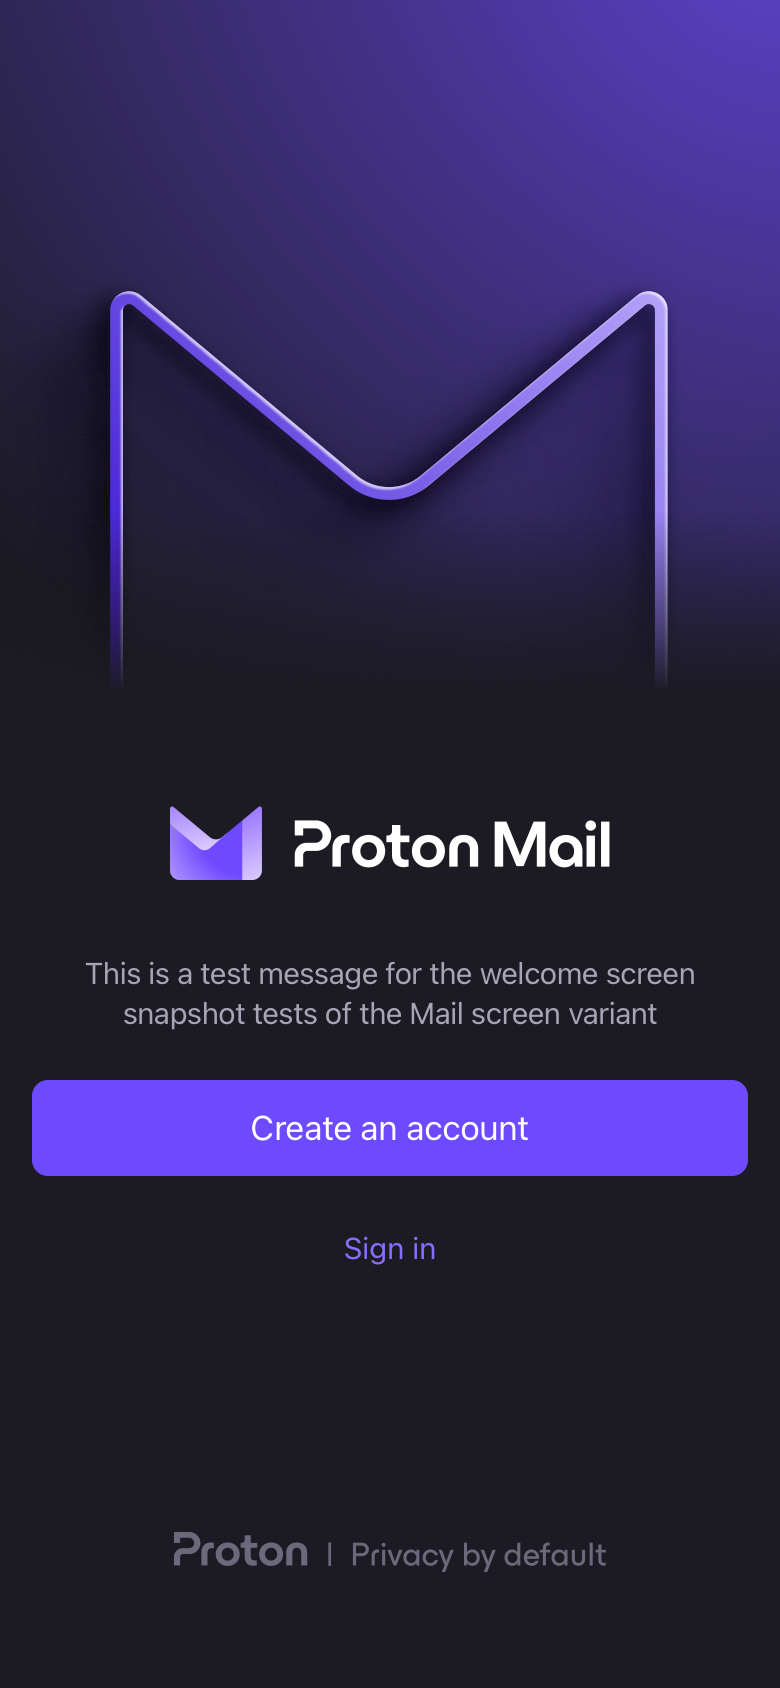 Proton Mail
This is a test message for the welcome screen
snapshot tests of the Mail screen variant
Create an account
Sign in
Proton | Privacy by default